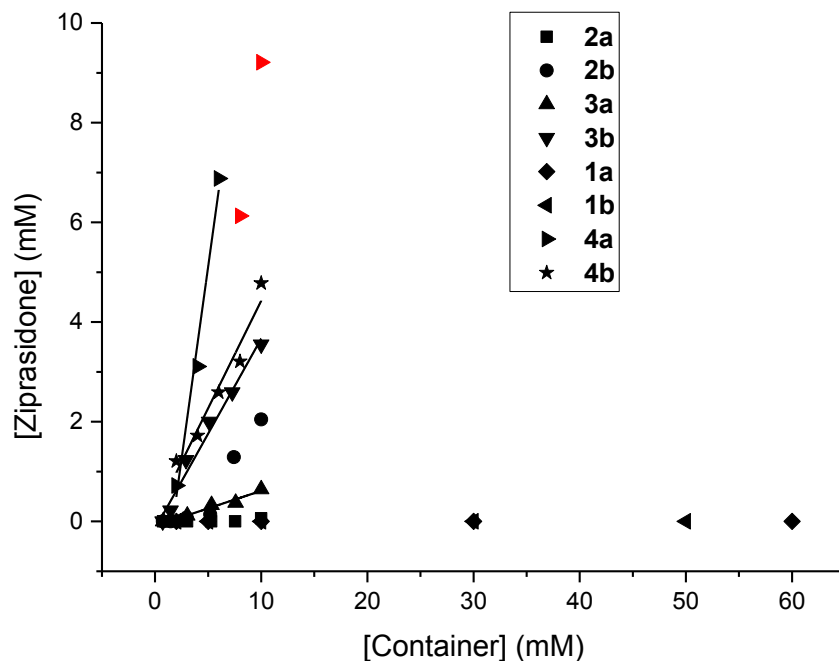 10
8
6
4
2
0
[Ziprasidone] (mM)
2a
2b
3a
3b
1a
1b
4a
4b
0 10 20 30 40 50 60
[Container] (mM)